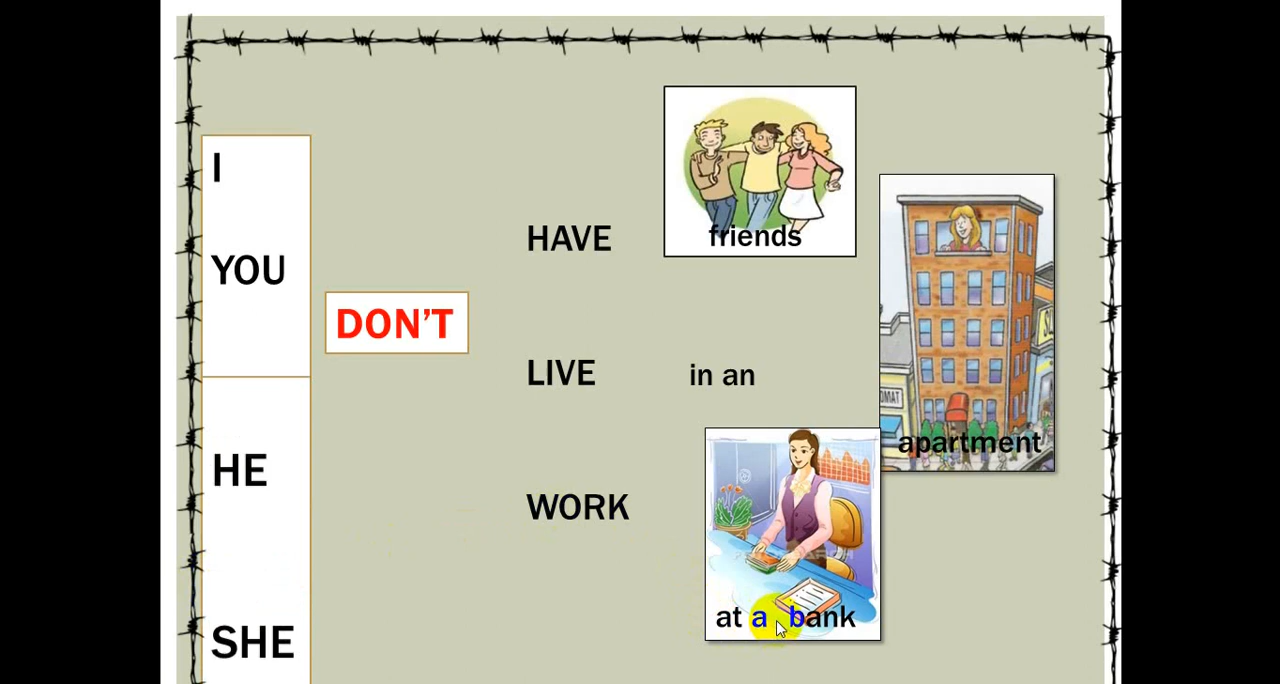 I
YOU
DON'T
HE
SHE
HAVE
friends
LIVE
in an
apartment
WORK
at a bank